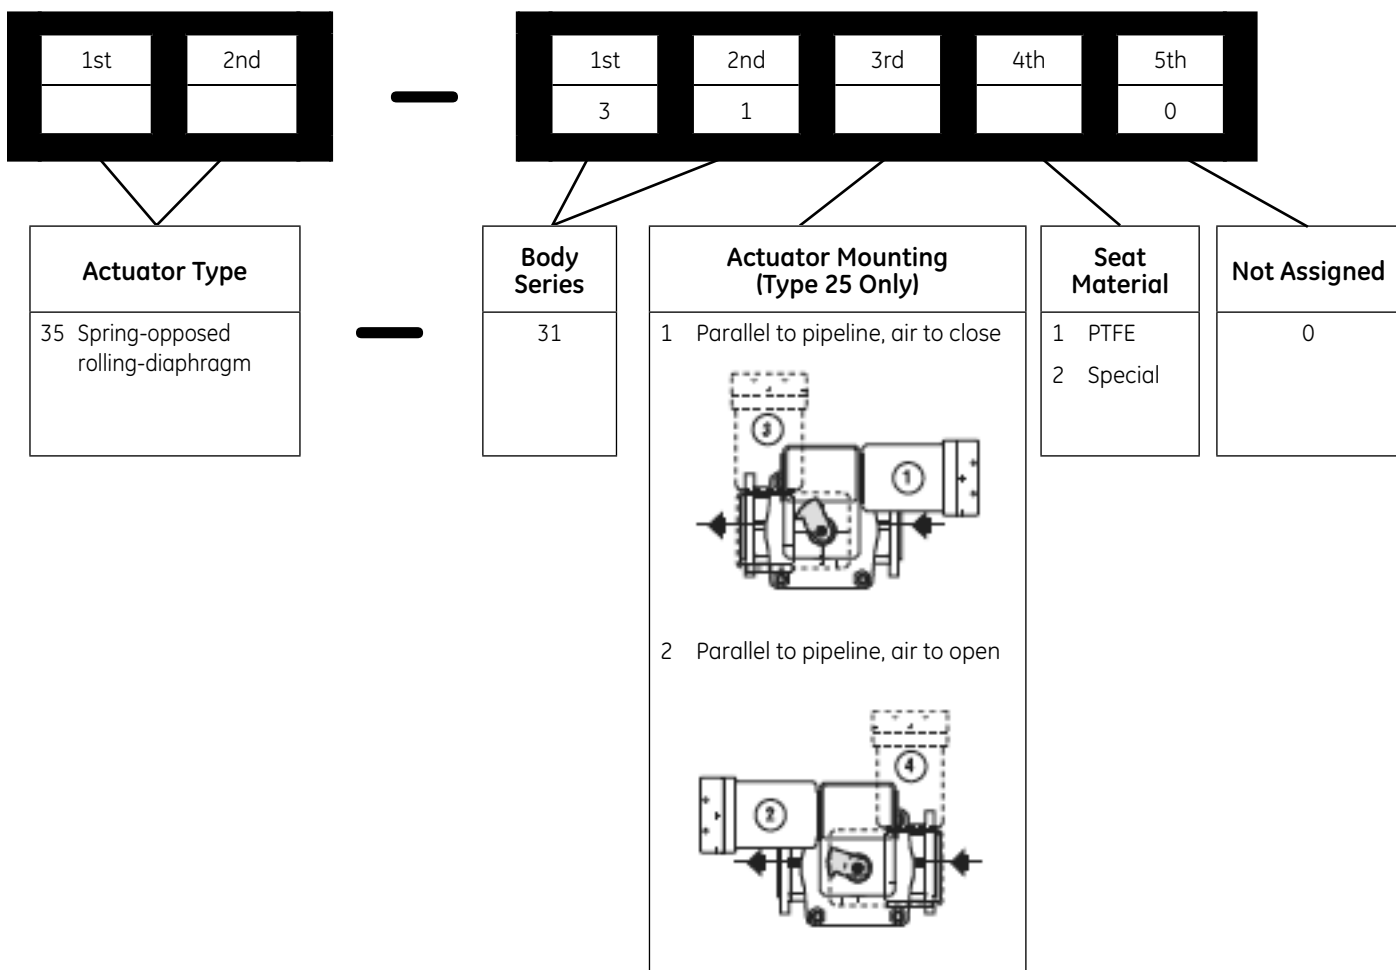 1st 2nd 1st 2nd 3rd 4th 5th
3 1 0
Actuator Type
35 Spring-opposed
rolling-diaphragm
Body
Series
31
Actuator Mounting
(Type 25 Only)
1 Parallel to pipeline, air to close
3
1
2 Parallel to pipeline, air to open
4
2
Seat
Material
1 PTFE
2 Special
Not Assigned
0